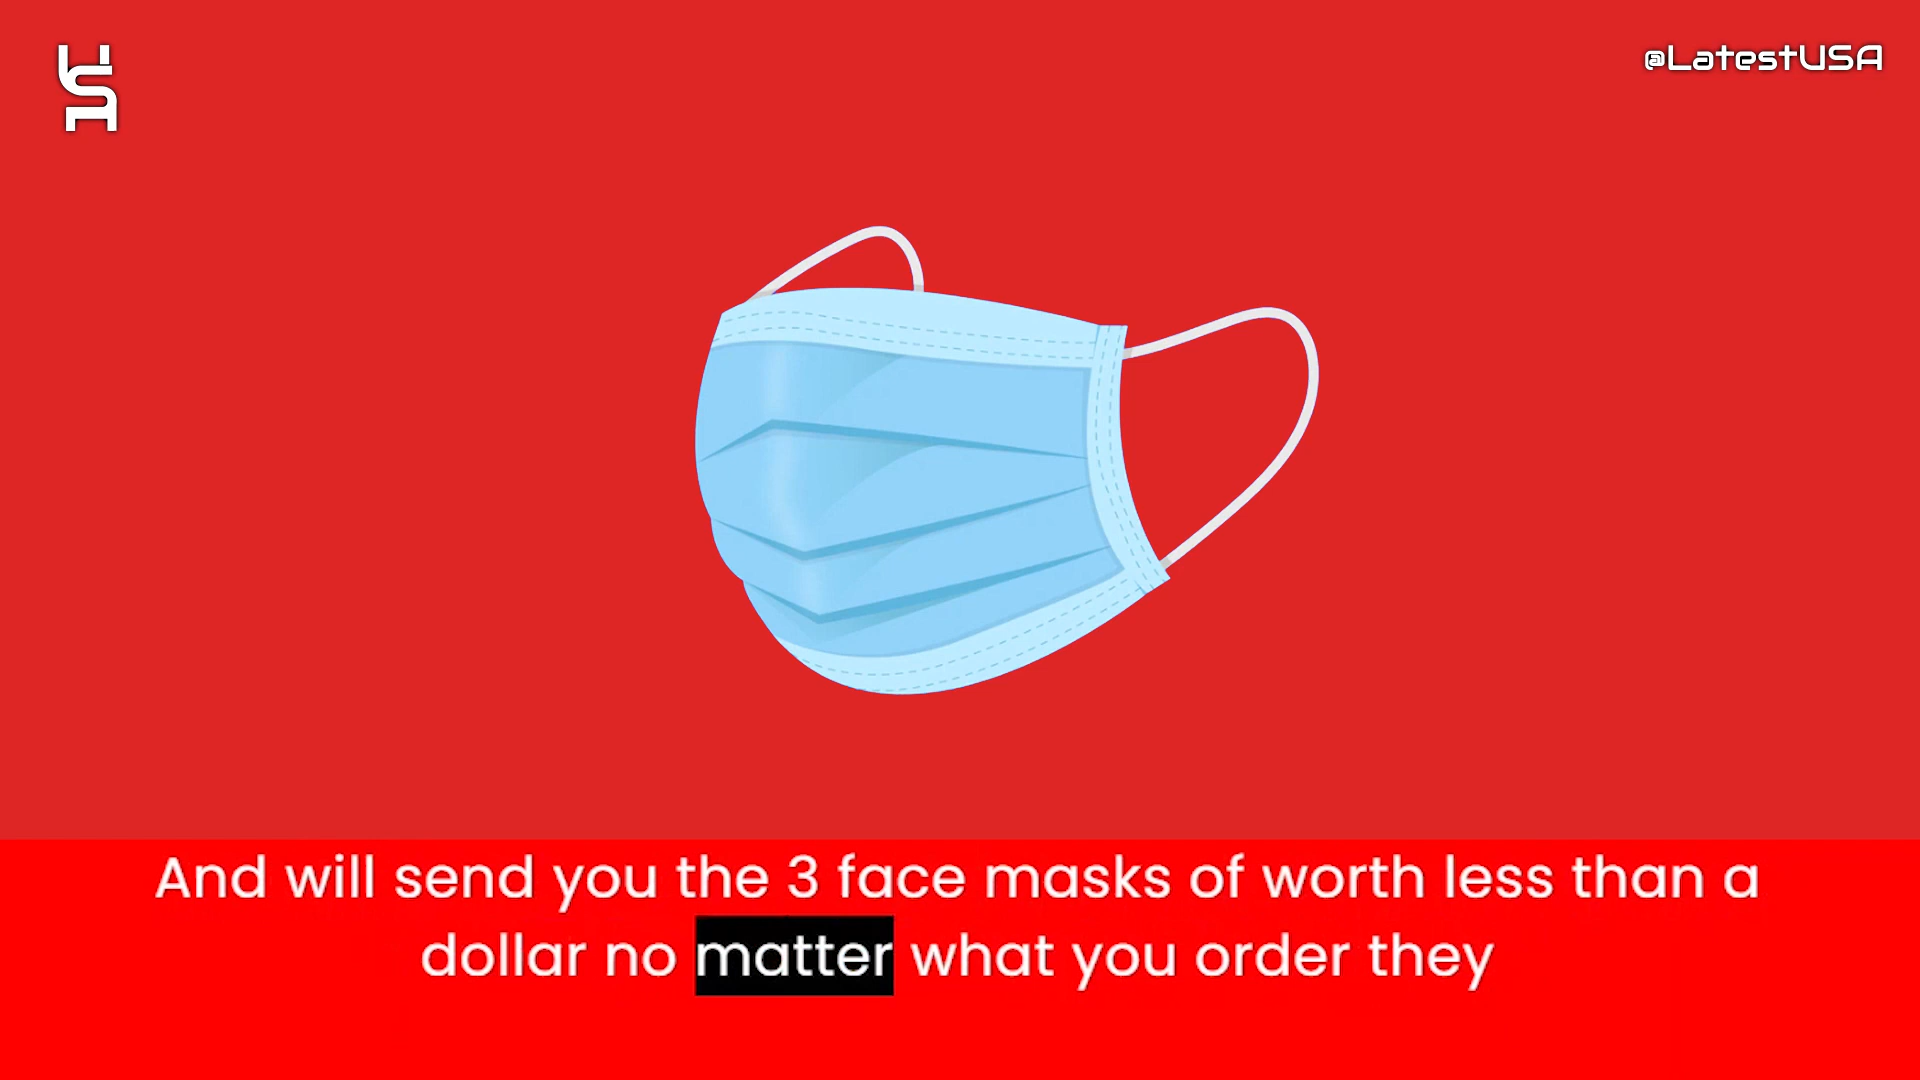 USA
@LatestUSA
And will send you the 3 face masks of worth less than a
dollar no matter what you order they